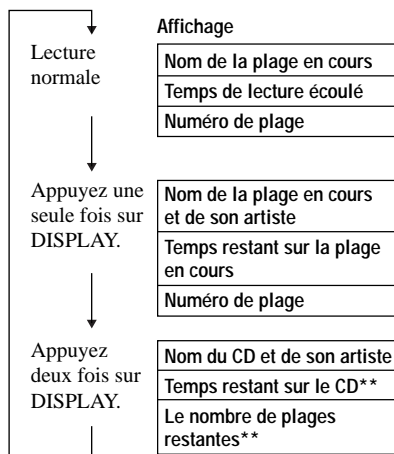 Affichage
Lecture
normale
Nom de la plage en cours
Temps de lecture écoulé
Numéro de plage
Appuyez une
seule fois sur
DISPLAY.
Nom de la plage en cours
et de son artiste
Temps restant sur la plage
en cours
Numéro de plage
Appuyez
deux fois sur
DISPLAY.
Nom du CD et de son artiste
Temps restant sur le CD**
Le nombre de plages
restantes**